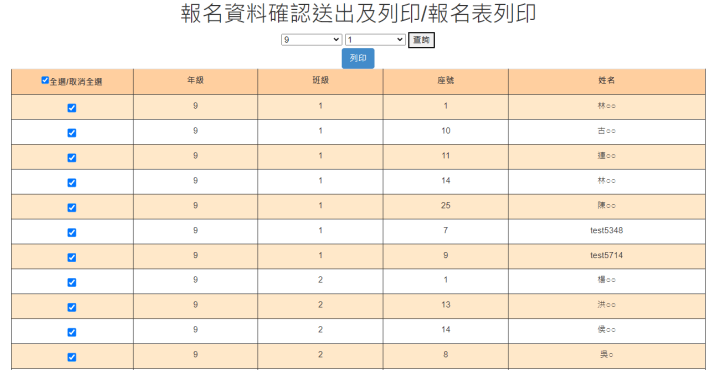 報名資料確認送出及列印/報名表列印
9 1 查詢
列印
全選/取消全選 年級 班級 座號 姓名
9 1 1 林○○
9 1 10 古○○
9 1 11 鍾○○
9 1 14 林○○
9 1 25 陳○○
9 1 7 test5348
9 1 9 test5714
9 2 1 楊○○
9 2 13 洪○○
9 2 14 侯○○
9 2 8 吳○